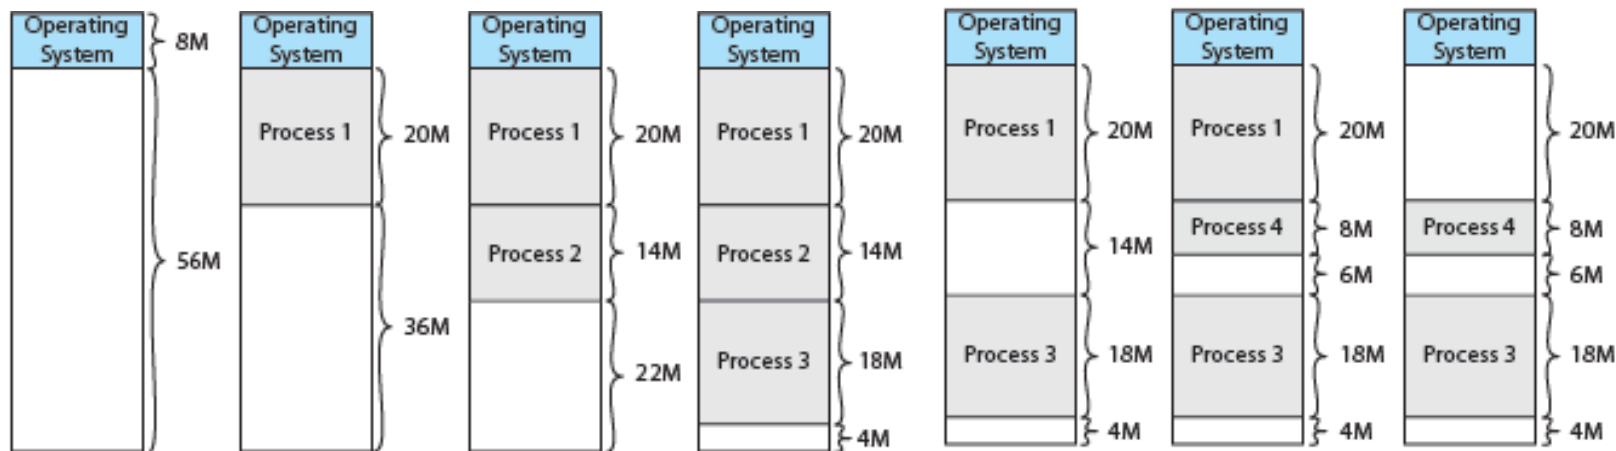 Operating
System
8M
56M
Operating
System
Process 1
20M
36M
Operating
System
Process 1
20M
Process 2
14M
22M
Operating
System
Process 1
20M
Process 2
14M
Process 3
18M
4M
Operating
System
Process 1
20M
14M
Process 3
18M
4M
Operating
System
Process 1
20M
Process 4
8M
6M
Process 3
18M
4M
Operating
System
20M
Process 4
8M
6M
Process 3
18M
4M